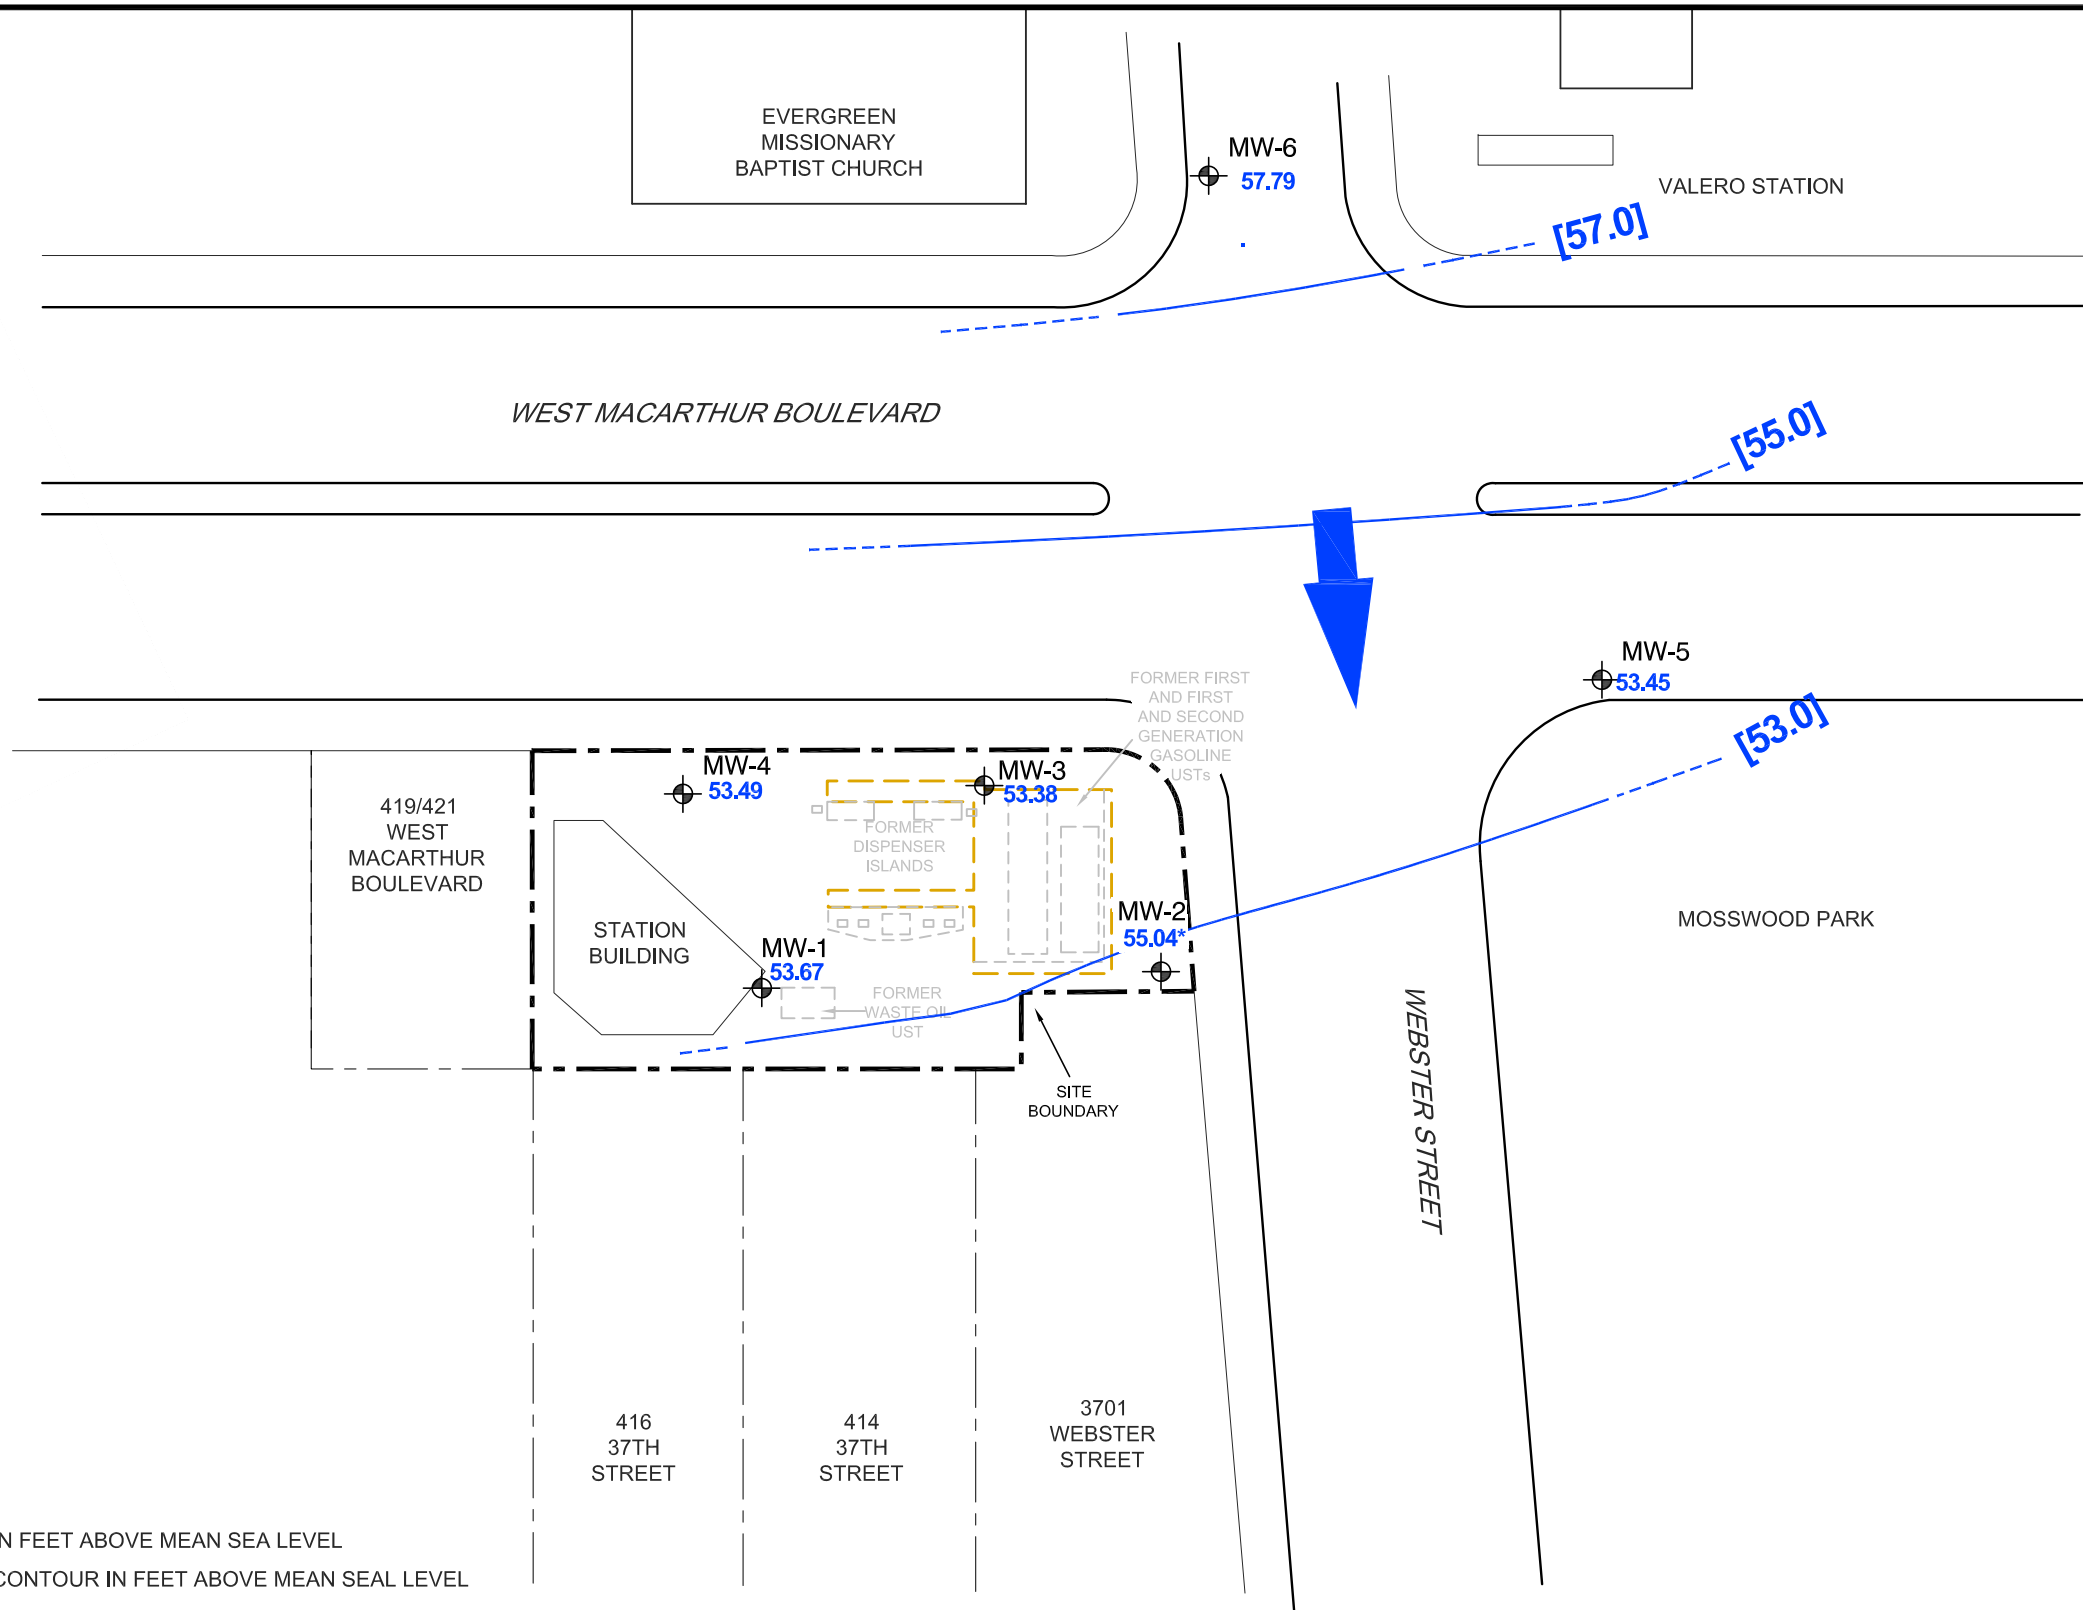 EVERGREEN
MISSIONARY
BAPTIST CHURCH
MW-6
57.79
VALERO STATION
[57.0]
WEST MACARTHUR BOULEVARD
[55.0]
MW-5
53.45
[53.0]
FORMER FIRST
AND FIRST
AND SECOND
GENERATION
GASOLINE
USTs
MW-4
53.49
MW-3
53.38
419/421
WEST
MACARTHUR
BOULEVARD
FORMER
DISPENSER
ISLANDS
STATION
BUILDING
MW-1
53.67
MW-2
55.04*
MOSSWOOD PARK
FORMER
WASTE OIL
UST
SITE
BOUNDARY
WEBSTER STREET
416
37TH
STREET
414
37TH
STREET
3701
WEBSTER
STREET
N FEET ABOVE MEAN SEA LEVEL
CONTOUR IN FEET ABOVE MEAN SEAL LEVEL